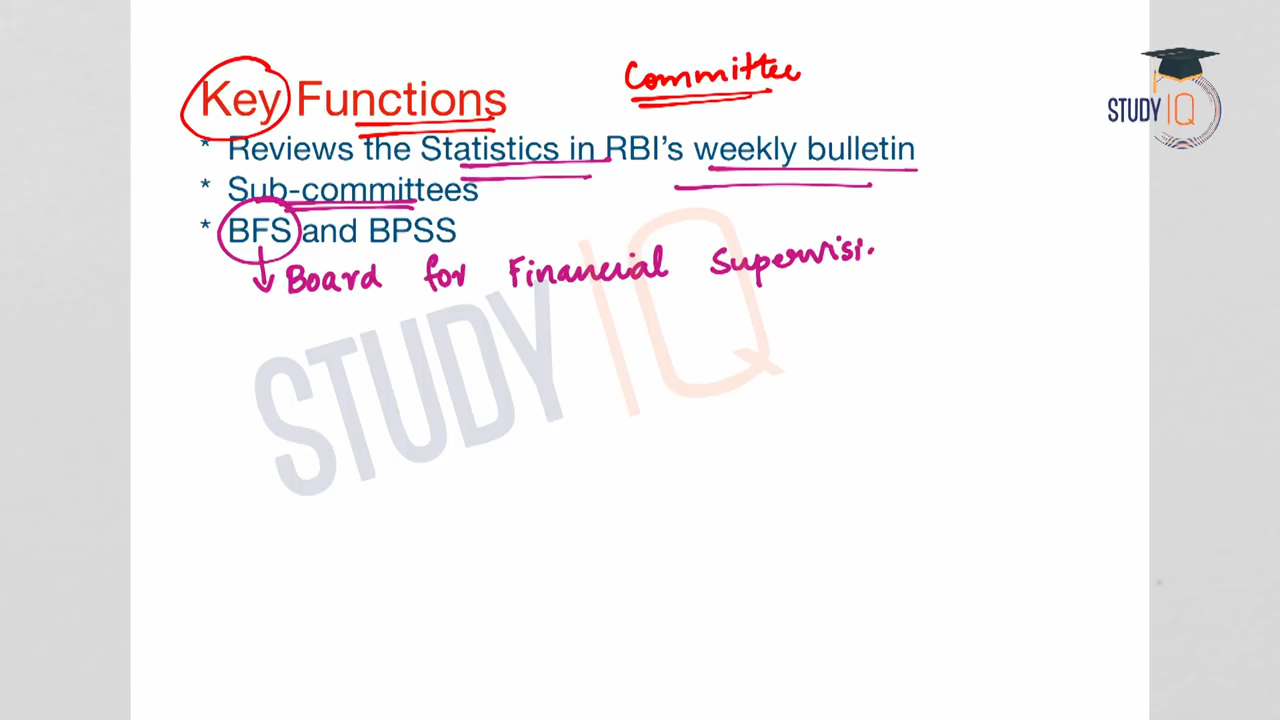 Committee
Key Functions
STUDY IQ
* Reviews the Statistics in RBI's weekly bulletin
* Sub-committees
* BFS and BPSS
Board for Financial Supervisi.
STUDY IQ